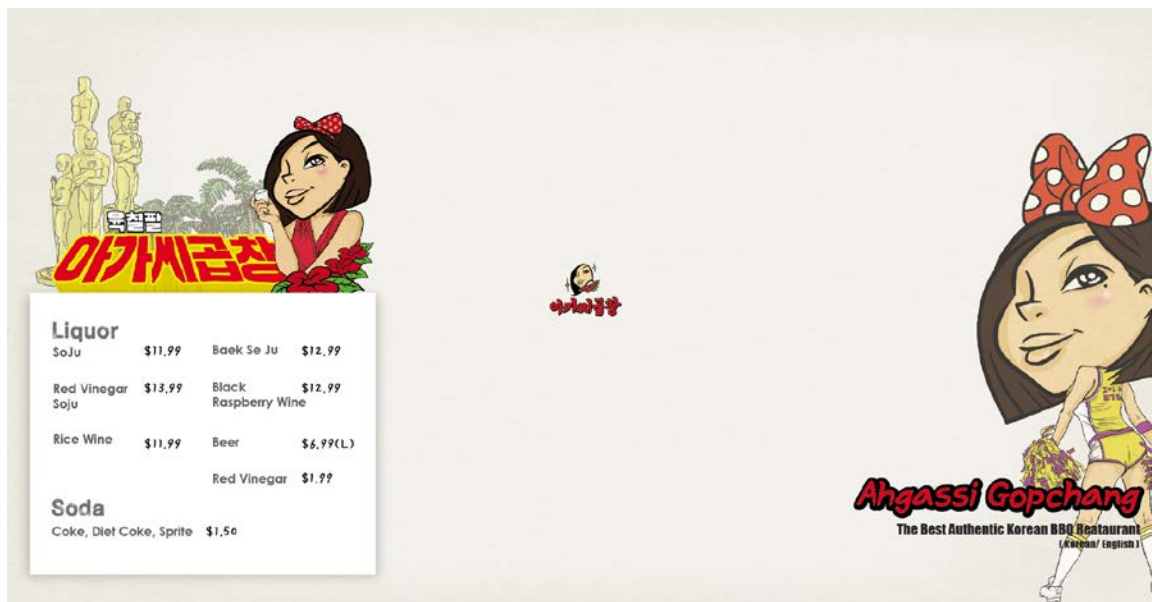 육칠팔
아가씨곱창
Liquor
SoJu $11.99
Baek Se Ju $12.99
Red Vinegar $13.99
Soju
Black $12.99
Raspberry Wine
Rice Wine $11.99
Beer $6.99(L)
Red Vinegar $1.99
Soda
Coke, Diet Coke, Sprite $1.50
아가씨곱창
Ahgassi Gopchang
The Best Authentic Korean BBQ Reataurant
( Korean/ English )